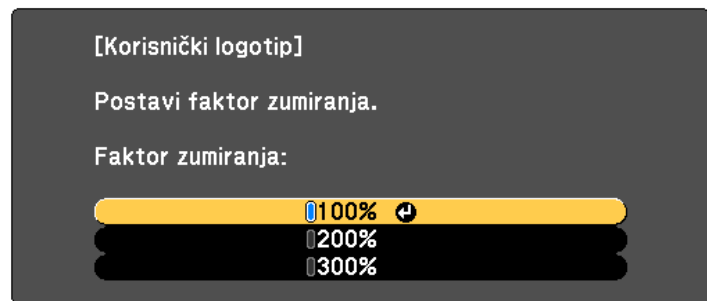 [Korisnički logotip]
Postavi faktor zumiranja.
Faktor zumiranja:
100%
200%
300%